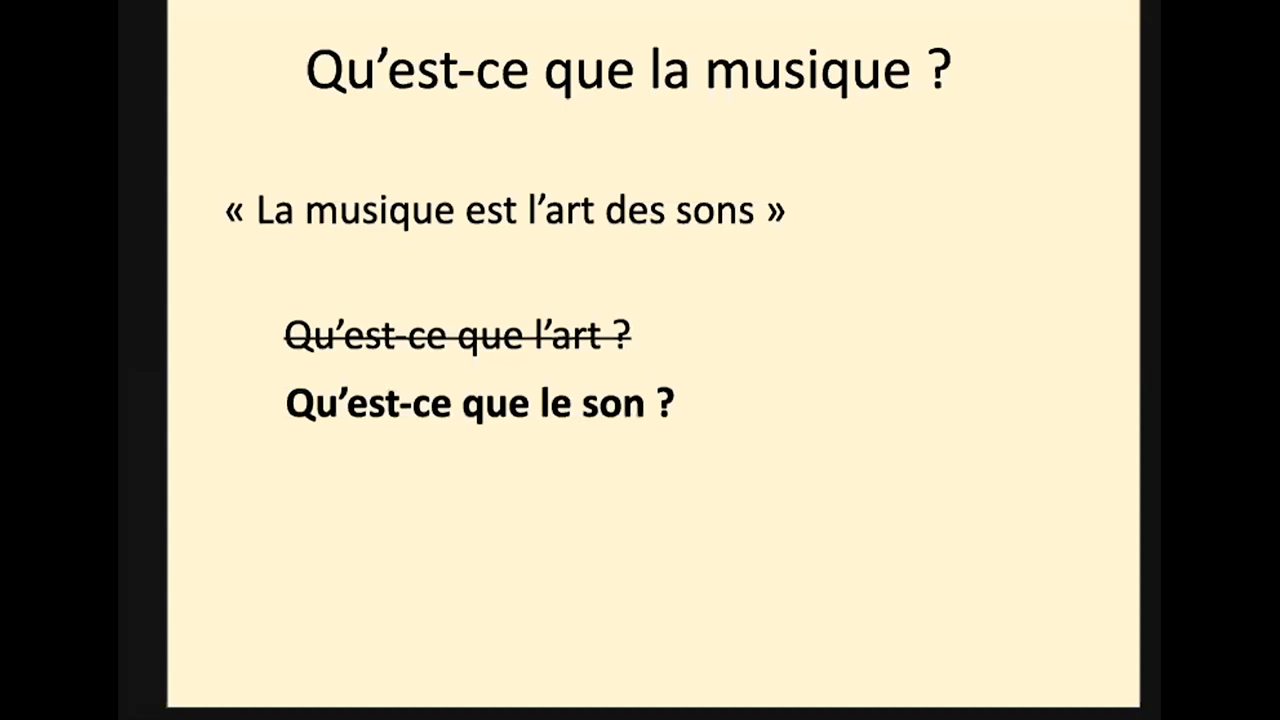 Qu’est-ce que la musique ?
« La musique est l’art des sons »
Qu’est-ce que l’art ?
Qu’est-ce que le son ?